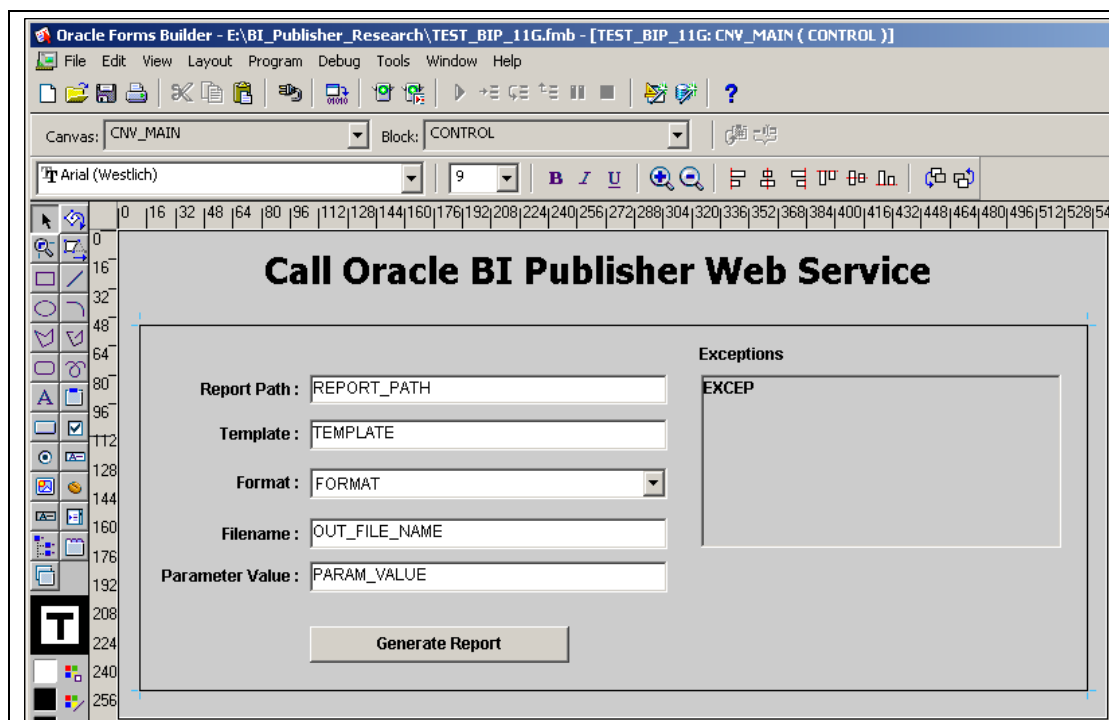 Oracle Forms Builder - E:\BI_Publisher_Research\TEST_BIP_11G.fmb - [TEST_BIP_11G: CNV_MAIN ( CONTROL )]
File Edit View Layout Program Debug Tools Window Help
Canvas: CNV_MAIN Block: CONTROL
Arial (Westlich) 9 B I U
0 16 32 48 64 80 96 112 128 144 160 176 192 208 224 240 256 272 288 304 320 336 352 368 384 400 416 432 448 464 480 496 512 528 54
0
16
32
48
64
80
96
112
128
144
160
176
192
208
224
240
256
Call Oracle BI Publisher Web Service
Exceptions
EXCEP
Report Path : REPORT_PATH
Template : TEMPLATE
Format : FORMAT
Filename : OUT_FILE_NAME
Parameter Value : PARAM_VALUE
Generate Report